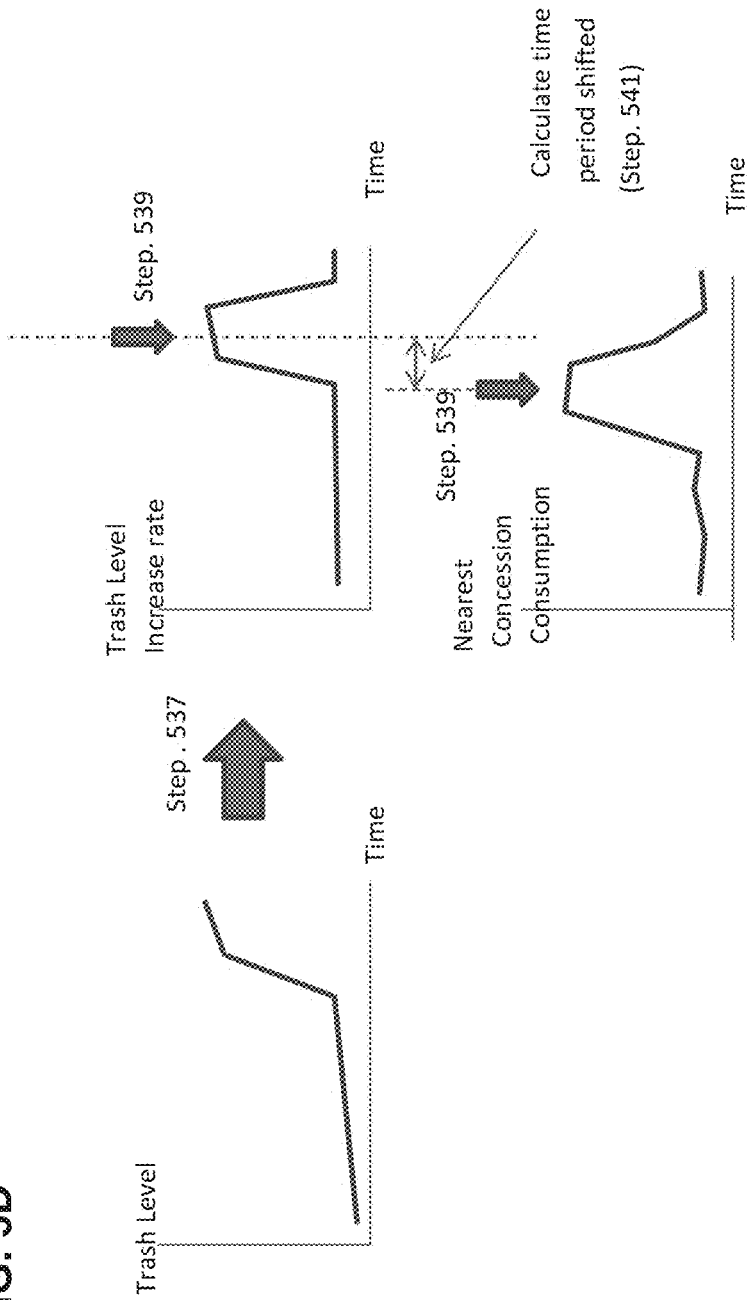 Trash Level
Time
Step . 537
Trash Level
Increase rate
Step. 539
Time
Nearest
Concession
Consumption
Step. 539
Calculate time
period shifted
(Step. 541)
Time